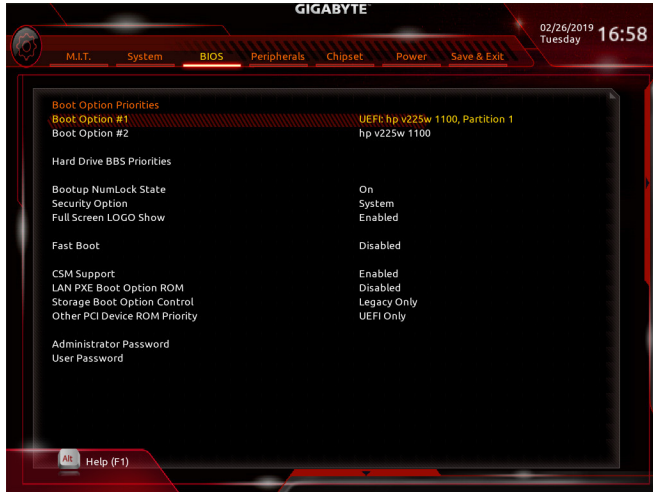 GIGABYTE™
02/26/2019 16:58
Tuesday
M.I.T. System BIOS Peripherals Chipset Power Save & Exit
Boot Option Priorities
Boot Option #1 UEFI: hp v225w 1100, Partition 1
Boot Option #2 hp v225w 1100
Hard Drive BBS Priorities
Bootup NumLock State On
Security Option System
Full Screen LOGO Show Enabled
Fast Boot Disabled
CSM Support Enabled
LAN PXE Boot Option ROM Disabled
Storage Boot Option Control Legacy Only
Other PCI Device ROM Priority UEFI Only
Administrator Password
User Password
Alt Help (F1)